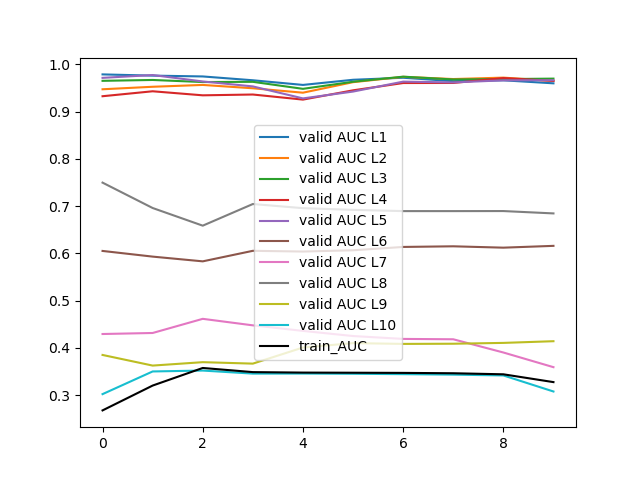 1.0
0.9
0.8
0.7
0.6
0.5
0.4
0.3
valid AUC L1
valid AUC L2
valid AUC L3
valid AUC L4
valid AUC L5
valid AUC L6
valid AUC L7
valid AUC L8
valid AUC L9
valid AUC L10
train_AUC
0 2 4 6 8